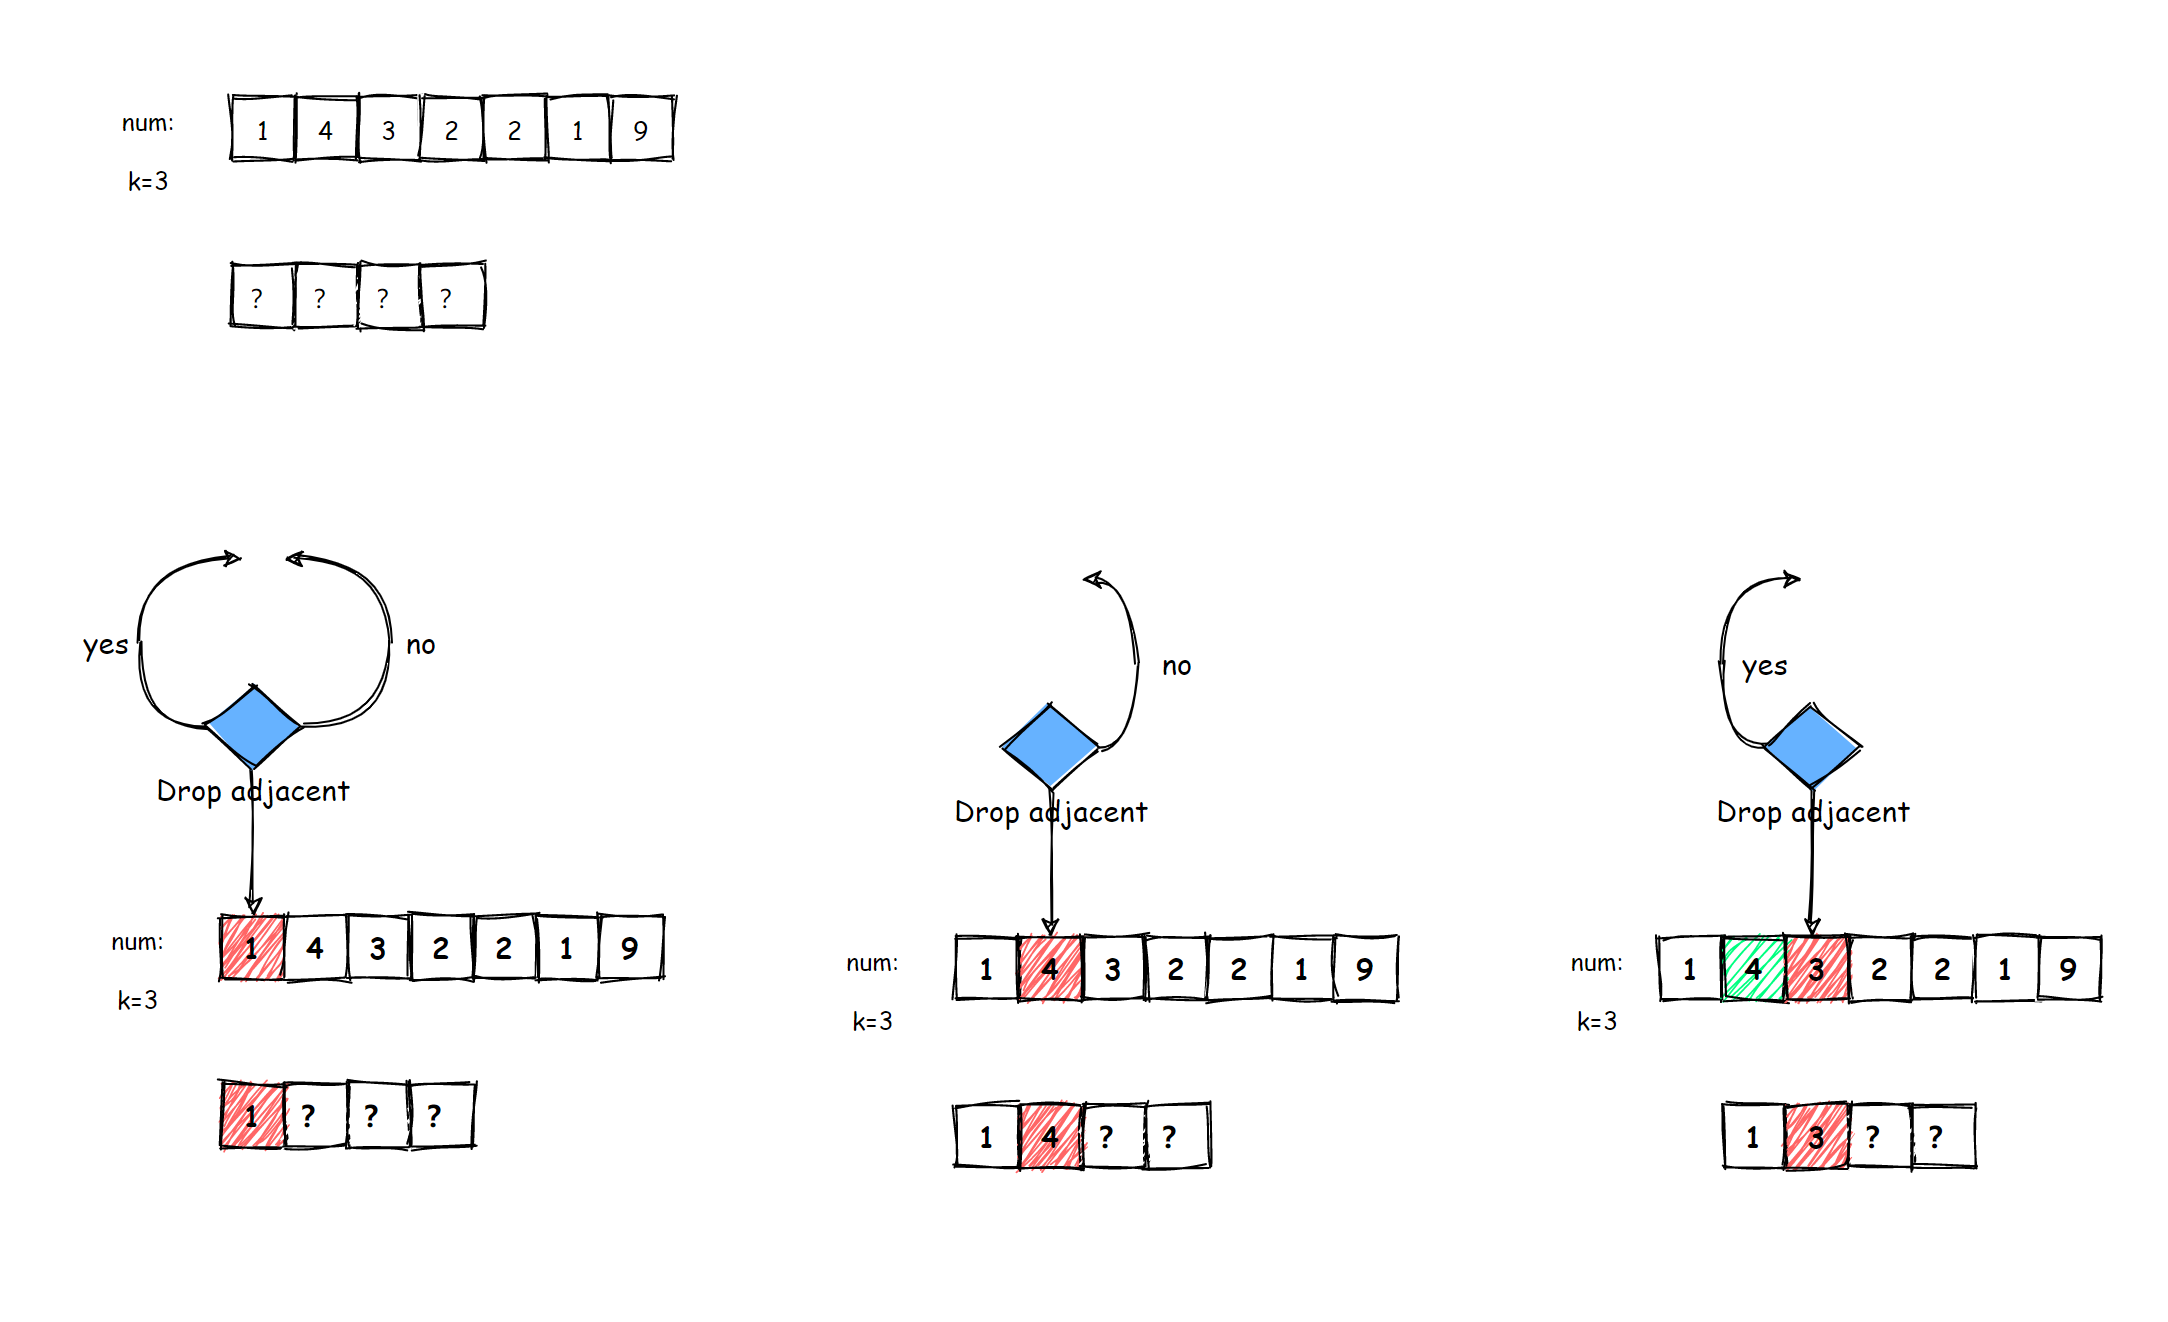 num: 1 4 3 2 2 1 9
k=3
? ? ? ?
yes no
Drop adjacent
num: 1 4 3 2 2 1 9
k=3
1 ? ? ?
no
Drop adjacent
num: 1 4 3 2 2 1 9
k=3
1 4 ? ?
yes
Drop adjacent
num: 1 4 3 2 2 1 9
k=3
1 3 ? ?